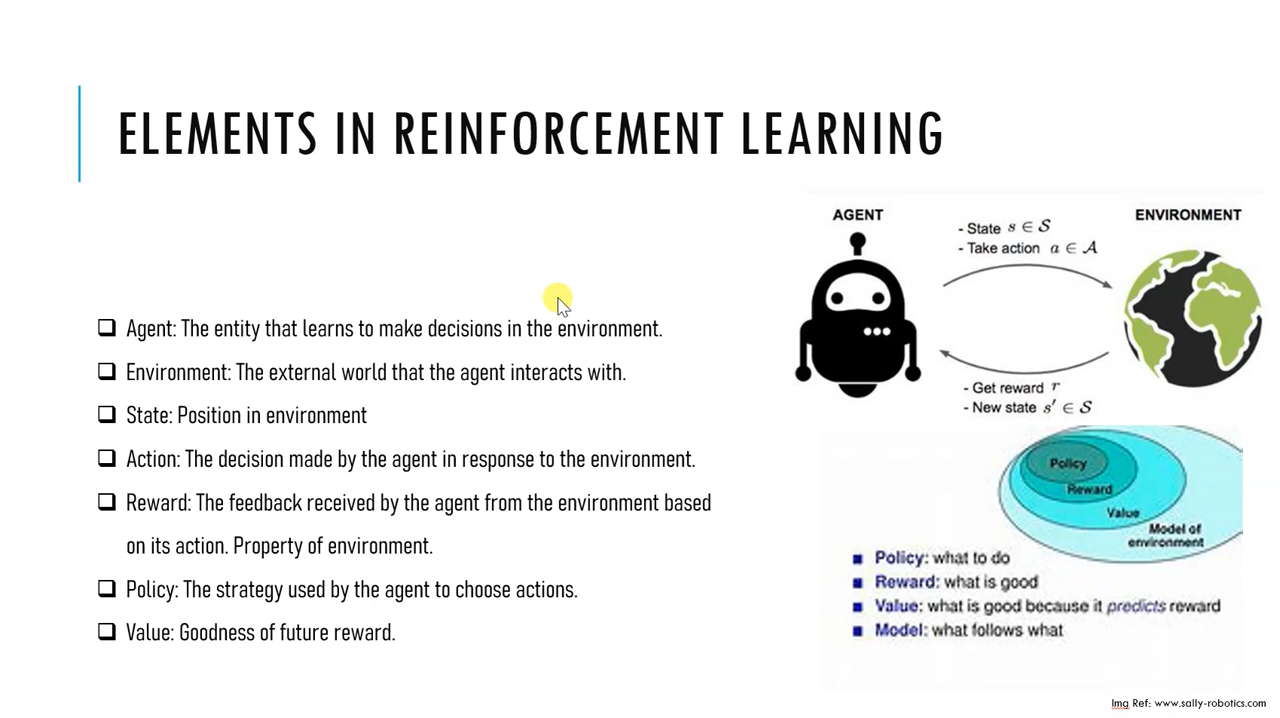 ELEMENTS IN REINFORCEMENT LEARNING
Agent: The entity that learns to make decisions in the environment.
Environment: The external world that the agent interacts with.
State: Position in environment
Action: The decision made by the agent in response to the environment.
Reward: The feedback received by the agent from the environment based
on its action. Property of environment.
Policy: The strategy used by the agent to choose actions.
Value: Goodness of future reward.
AGENT
ENVIRONMENT
- State s ∈ 𝒮
- Take action a ∈ 𝒜
- Get reward r
- New state s′ ∈ 𝒮
Policy
Reward
Value
Model of
environment
■ Policy: what to do
■ Reward: what is good
■ Value: what is good because it predicts reward
■ Model: what follows what
Img Ref: www.sally-robotics.com